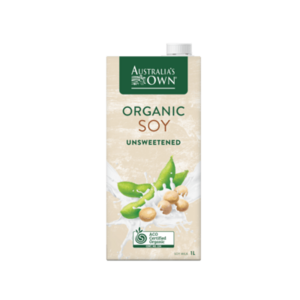 AUSTRALIA'S
OWN
ORGANIC
SOY
UNSWEETENED
ACO
Certified
Organic
1L